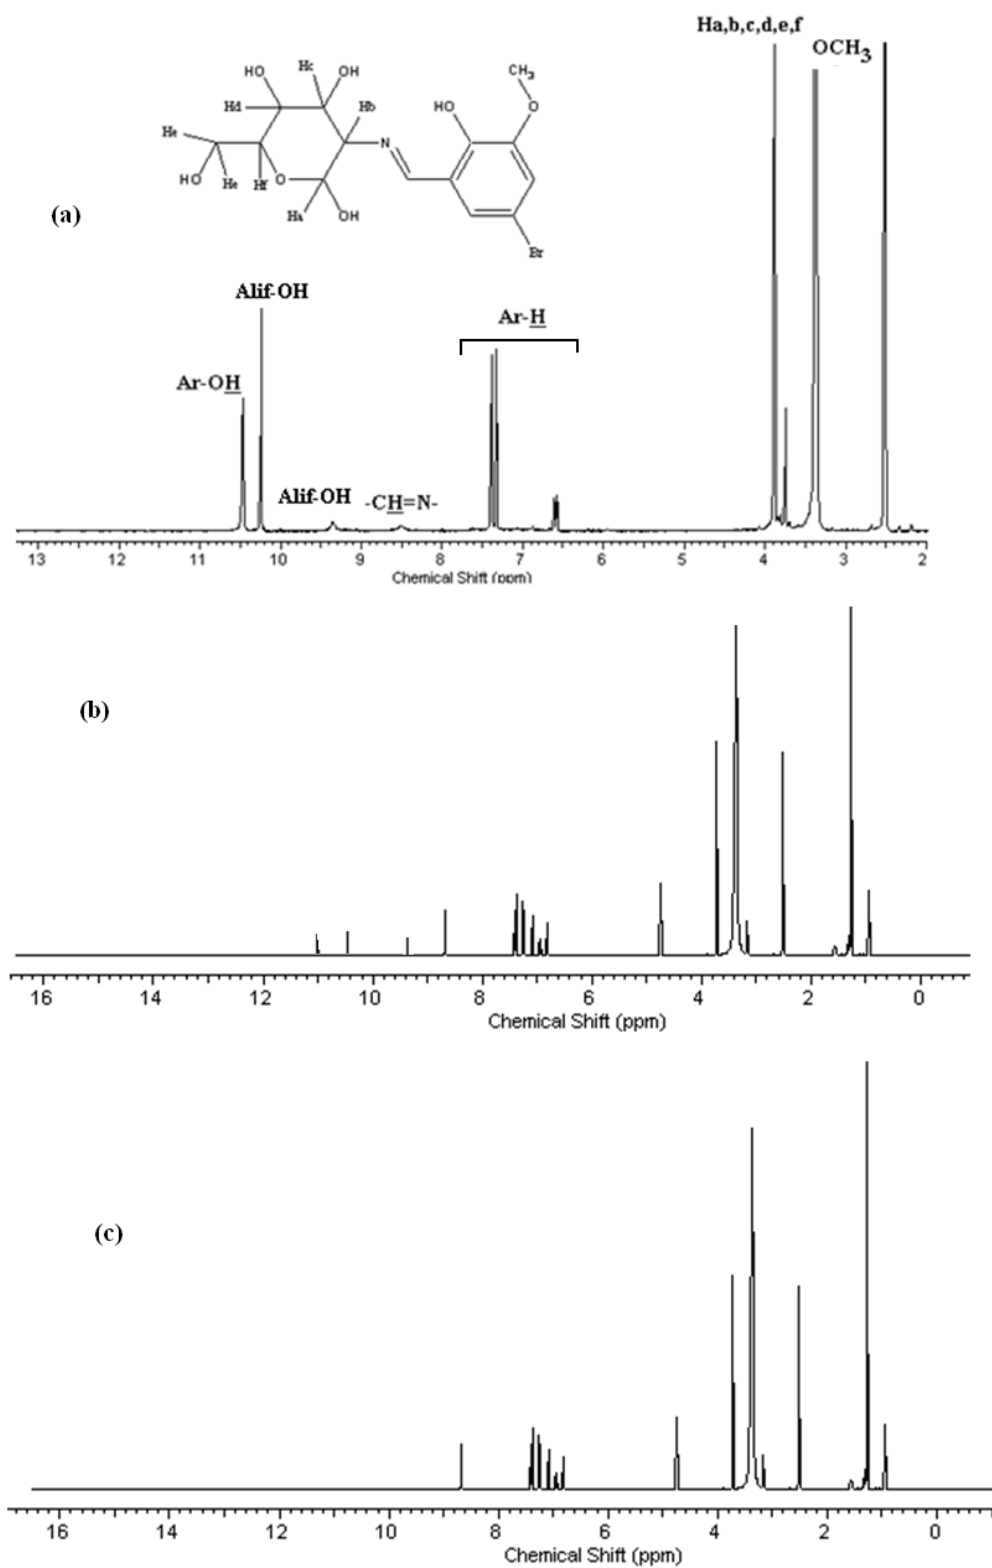 Ha,b,c,d,e,f
OCH3
CH3
HO
Hc
OH
Hd
Hb
HO
O
He
N
HO
He
Hf
O
Ha
OH
Br
(a)
Alif-OH
Ar-H
Ar-OH
Alif-OH
-CH=N-
13 12 11 10 9 8 7 6 5 4 3 2
Chemical Shift (ppm)
(b)
16 14 12 10 8 6 4 2 0
Chemical Shift (ppm)
(c)
16 14 12 10 8 6 4 2 0
Chemical Shift (ppm)